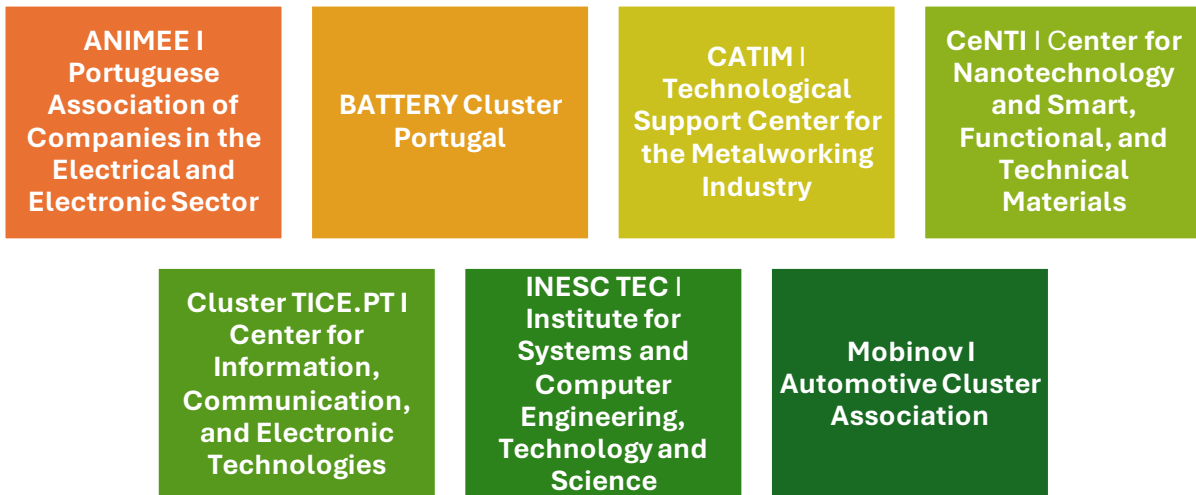 ANIMEE I
Portuguese
Association of
Companies in the
Electrical and
Electronic Sector
BATTERY Cluster
Portugal
CATIM I
Technological
Support Center for
the Metalworking
Industry
CeNTI I Center for
Nanotechnology
and Smart,
Functional, and
Technical
Materials
Cluster TICE.PT I
Center for
Information,
Communication,
and Electronic
Technologies
INESC TEC I
Institute for
Systems and
Computer
Engineering,
Technology and
Science
Mobinov I
Automotive Cluster
Association